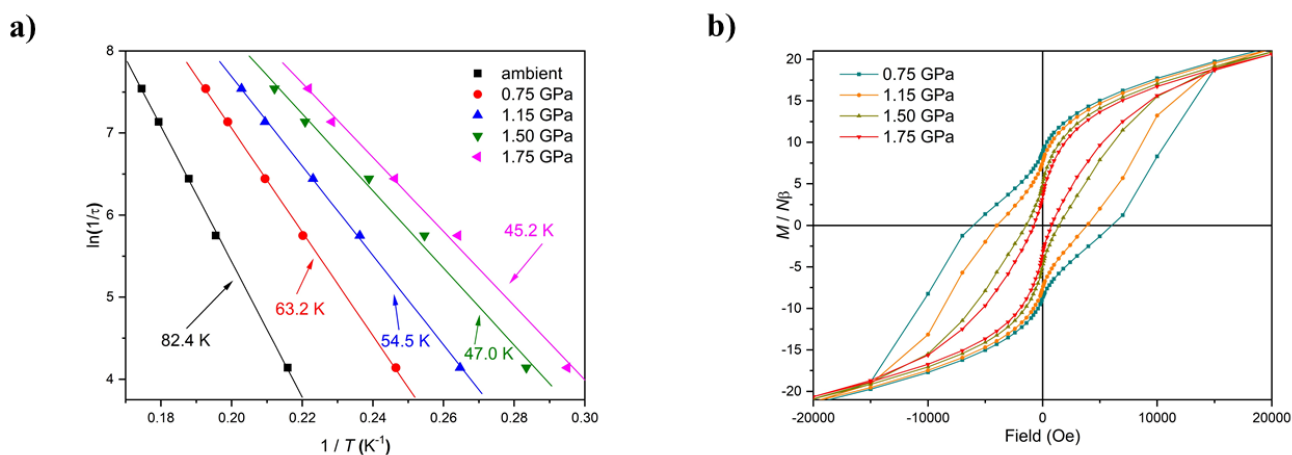 a)
8
7
6
5
4
ln(1/τ)
0.18
0.20
0.22
0.24
0.26
0.28
0.30
1 / T (K⁻¹)
ambient
0.75 GPa
1.15 GPa
1.50 GPa
1.75 GPa
82.4 K
63.2 K
54.5 K
47.0 K
45.2 K
b)
20
15
10
5
0
-5
-10
-15
-20
M / Nβ
-20000
-10000
0
10000
20000
Field (Oe)
0.75 GPa
1.15 GPa
1.50 GPa
1.75 GPa